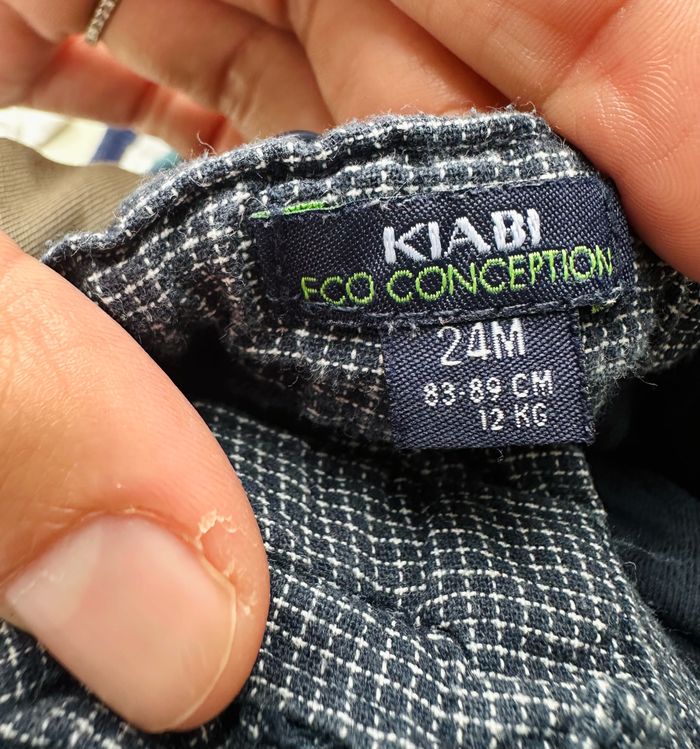 KIABI
ECO CONCEPTION
24M
83-89 CM
12 KG